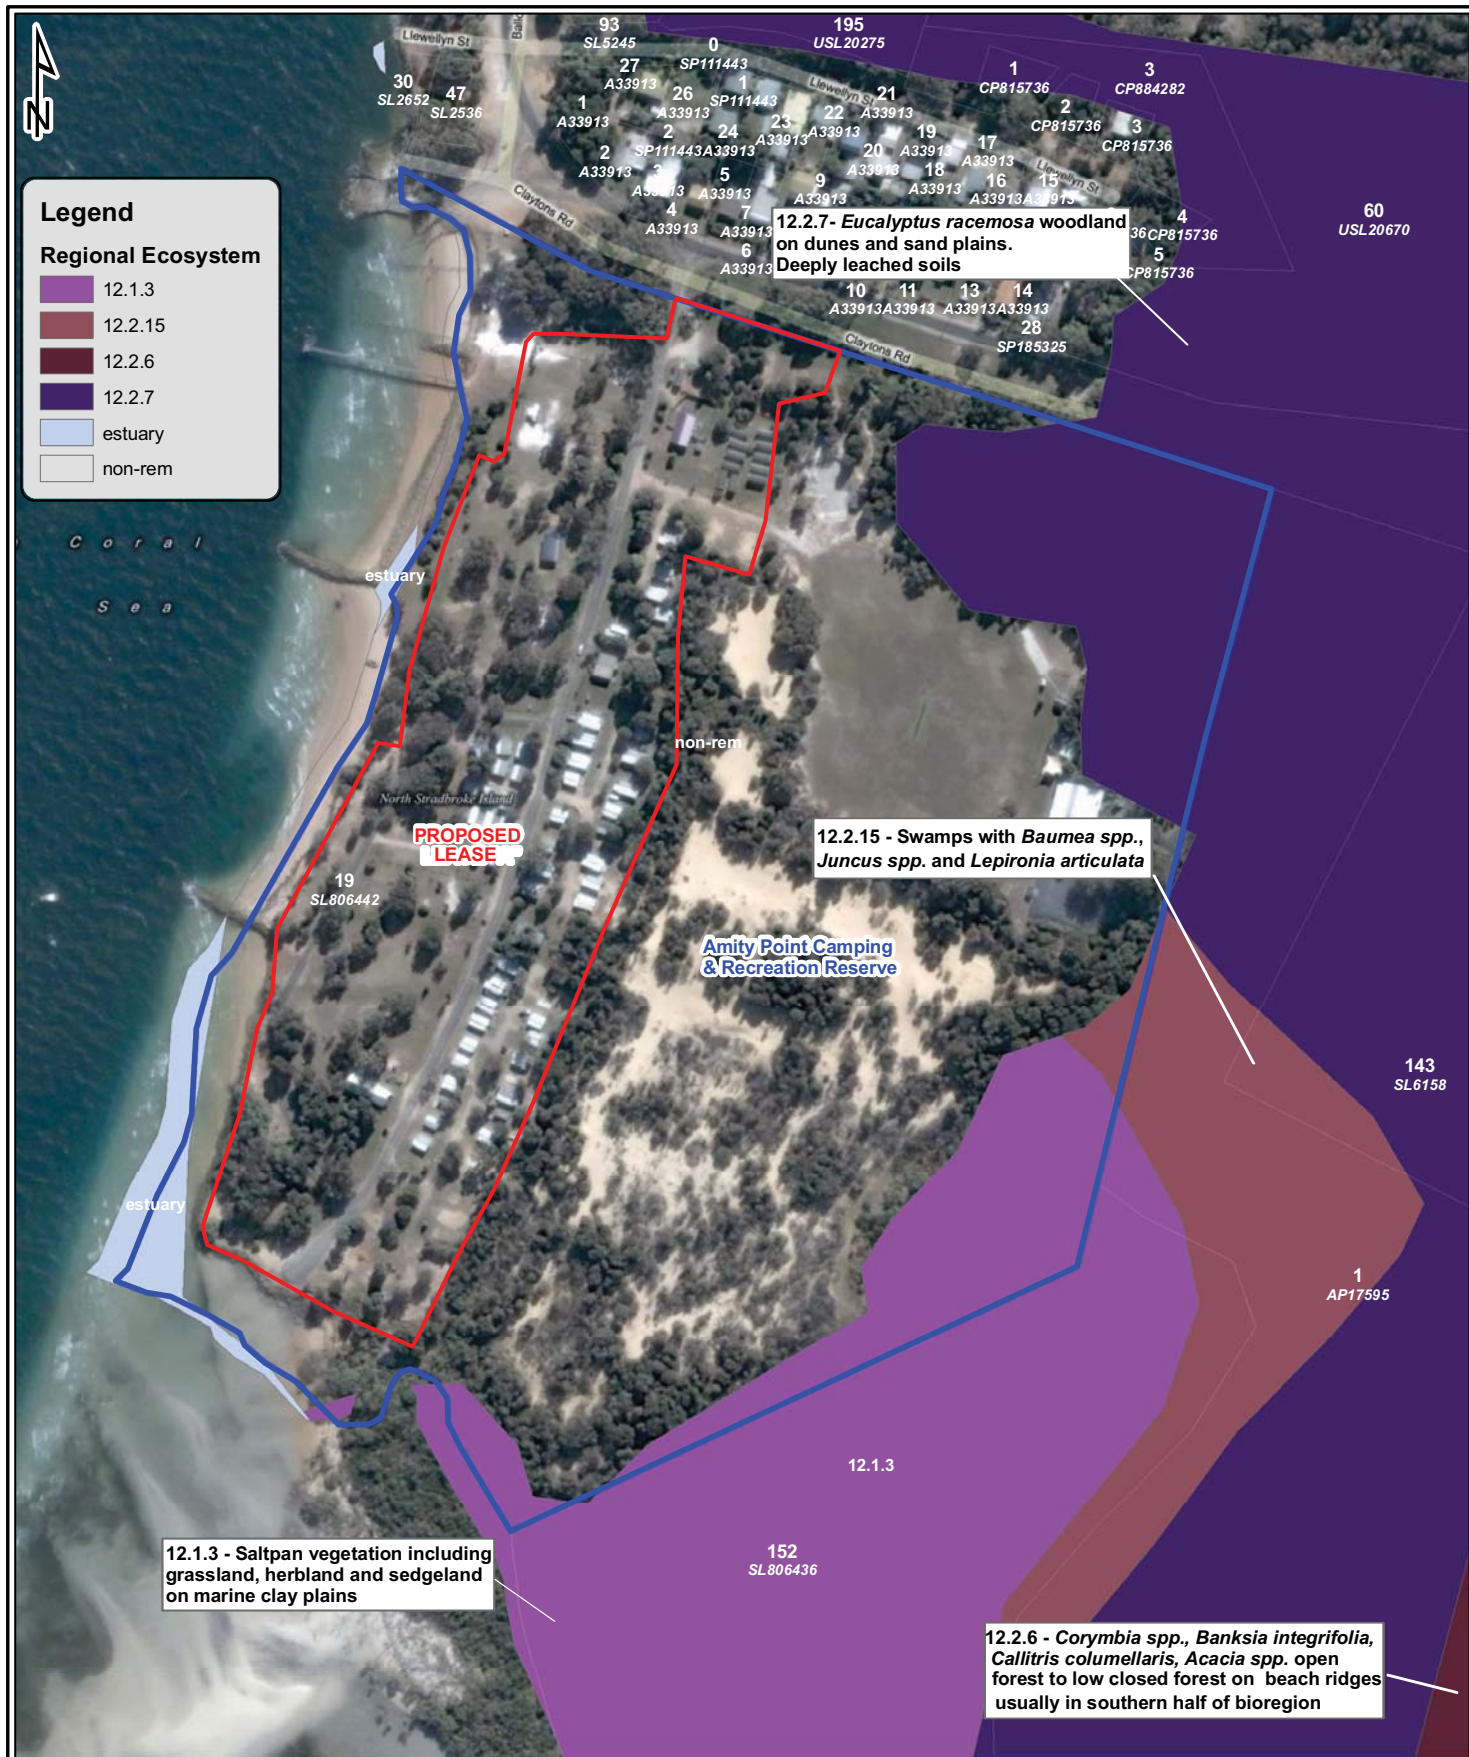 N
Llewellyn St
93
SL5245
0
SP111443
195
USL20275
30
SL2652
47
SL2536
27
A33913
26
A33913
1
SP111443
Llewellyn St
1
CP815736
3
CP884282
2
CP815736
3
CP815736
1
A33913
2
A33913
2
SP111443
24
A33913
23
A33913
22
A33913
21
A33913
20
A33913
19
A33913
18
A33913
17
A33913
16
A33913
15
A33913
Llewellyn St
3
A33913
4
A33913
5
A33913
7
A33913
6
A33913
9
A33913
4
CP815736
5
CP815736
60
USL20670
Claytons Rd
12.2.7- Eucalyptus racemosa woodland
on dunes and sand plains.
Deeply leached soils
10
A33913
11
A33913
13
A33913
14
A33913
28
SP185325
Claytons Rd
Legend
Regional Ecosystem
12.1.3
12.2.15
12.2.6
12.2.7
estuary
non-rem
Coral
Sea
estuary
non-rem
North Stradbroke Island
PROPOSED
LEASE
19
SL806442
12.2.15 - Swamps with Baumea spp.,
Juncus spp. and Lepironia articulata
Amity Point Camping
& Recreation Reserve
143
SL6158
estuary
1
AP17595
12.1.3
152
SL806436
12.1.3 - Saltpan vegetation including
grassland, herbland and sedgeland
on marine clay plains
12.2.6 - Corymbia spp., Banksia integrifolia,
Callitris columellaris, Acacia spp. open
forest to low closed forest on beach ridges
usually in southern half of bioregion